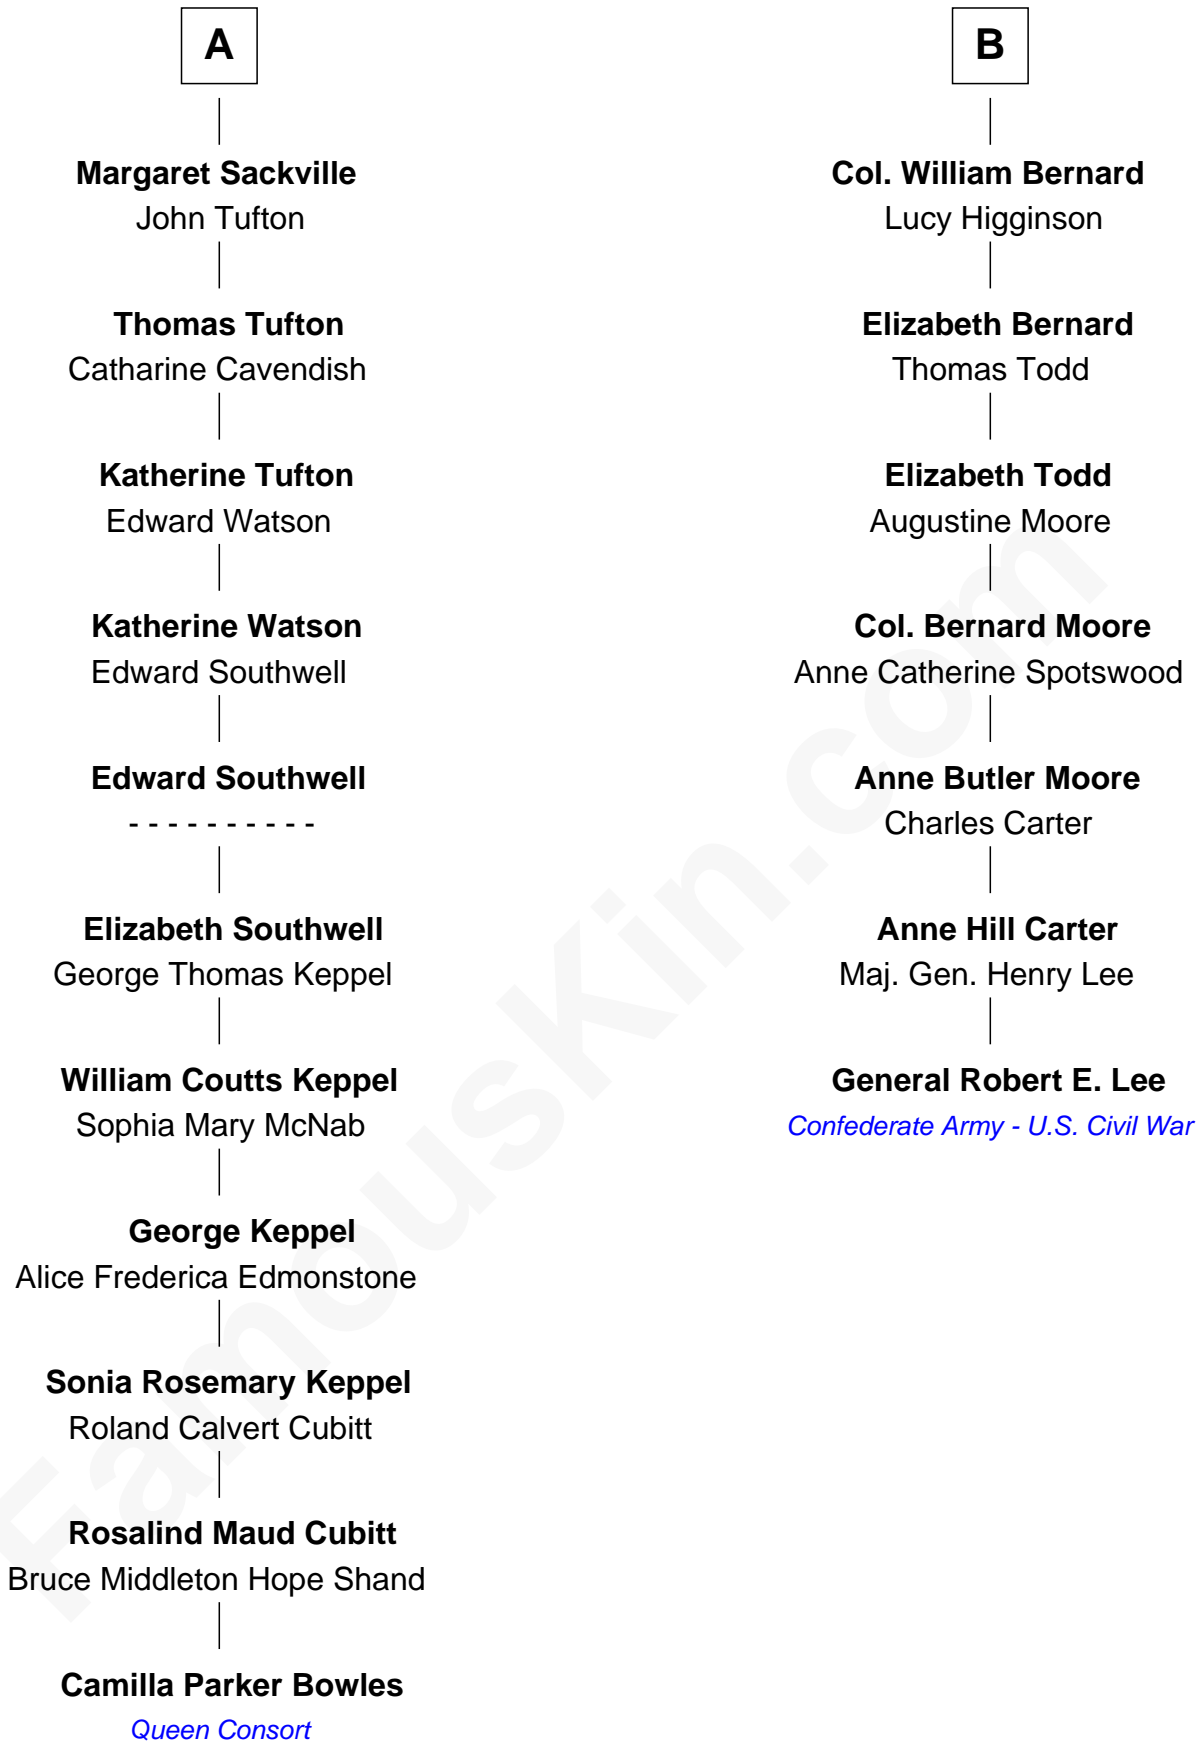 A
Margaret Sackville
John Tufton
Thomas Tufton
Catharine Cavendish
Katherine Tufton
Edward Watson
Katherine Watson
Edward Southwell
Edward Southwell
- - - - - - - - - -
Elizabeth Southwell
George Thomas Keppel
William Coutts Keppel
Sophia Mary McNab
George Keppel
Alice Frederica Edmonstone
Sonia Rosemary Keppel
Roland Calvert Cubitt
Rosalind Maud Cubitt
Bruce Middleton Hope Shand
Camilla Parker Bowles
Queen Consort
B
Col. William Bernard
Lucy Higginson
Elizabeth Bernard
Thomas Todd
Elizabeth Todd
Augustine Moore
Col. Bernard Moore
Anne Catherine Spotswood
Anne Butler Moore
Charles Carter
Anne Hill Carter
Maj. Gen. Henry Lee
General Robert E. Lee
Confederate Army - U.S. Civil War
FamousKin.com